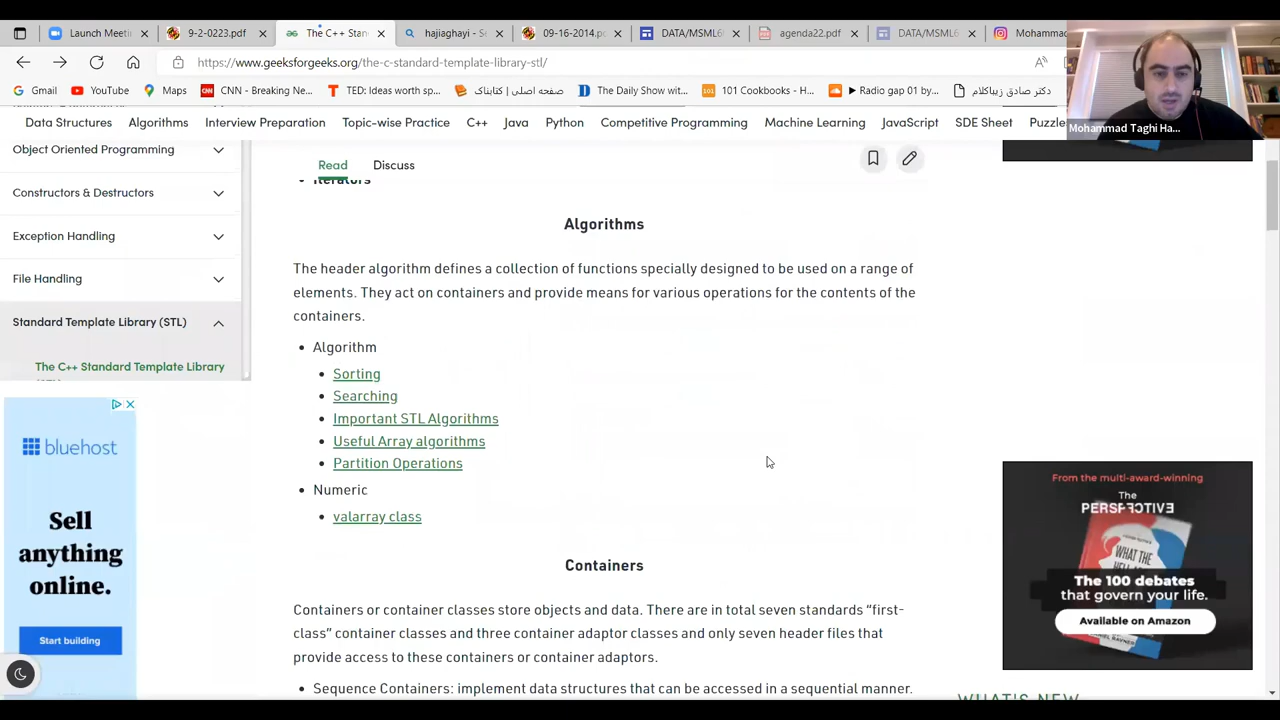 Launch Meeti
9-2-0223.pdf
The C++ Stan
hajiaghayi - S
09-16-2014.p
DATA/MSML6
agenda22.pdf
DATA/MSML6
Mohammad
https://www.geeksforgeeks.org/the-c-standard-template-library-stl/
Gmail
YouTube
Maps
CNN - Breaking Ne...
TED: Ideas worth sp...
صفحه اصلی | کتابناک
The Daily Show wit...
101 Cookbooks - H...
Radio gap 01 by...
دکتر صادق زیباکلام
Mohammad Taghi Ha...
Data Structures
Algorithms
Interview Preparation
Topic-wise Practice
C++
Java
Python
Competitive Programming
Machine Learning
JavaScript
SDE Sheet
Puzzle
Object Oriented Programming
Constructors & Destructors
Exception Handling
File Handling
Standard Template Library (STL)
The C++ Standard Template Library
Read
Discuss
Iterators
Algorithms
The header algorithm defines a collection of functions specially designed to be used on a range of
elements. They act on containers and provide means for various operations for the contents of the
containers.
• Algorithm
• Sorting
• Searching
• Important STL Algorithms
• Useful Array algorithms
• Partition Operations
• Numeric
• valarray class
Containers
Containers or container classes store objects and data. There are in total seven standards “first-
class” container classes and three container adaptor classes and only seven header files that
provide access to these containers or container adaptors.
• Sequence Containers: implement data structures that can be accessed in a sequential manner.
bluehost
Sell
anything
online.
Start building
From the multi-award-winning
The
PERSPECTIVE
WHAT THE
The 100 debates
that govern your life.
Available on Amazon
WHAT'S NEW